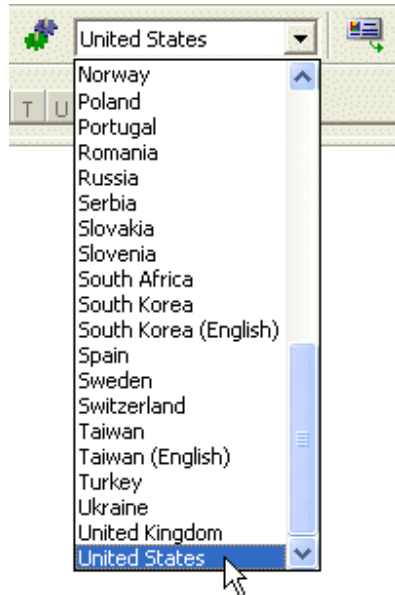 United States
Norway
T U Poland
Portugal
Romania
Russia
Serbia
Slovakia
Slovenia
South Africa
South Korea
South Korea (English)
Spain
Sweden
Switzerland
Taiwan
Taiwan (English)
Turkey
Ukraine
United Kingdom
United States